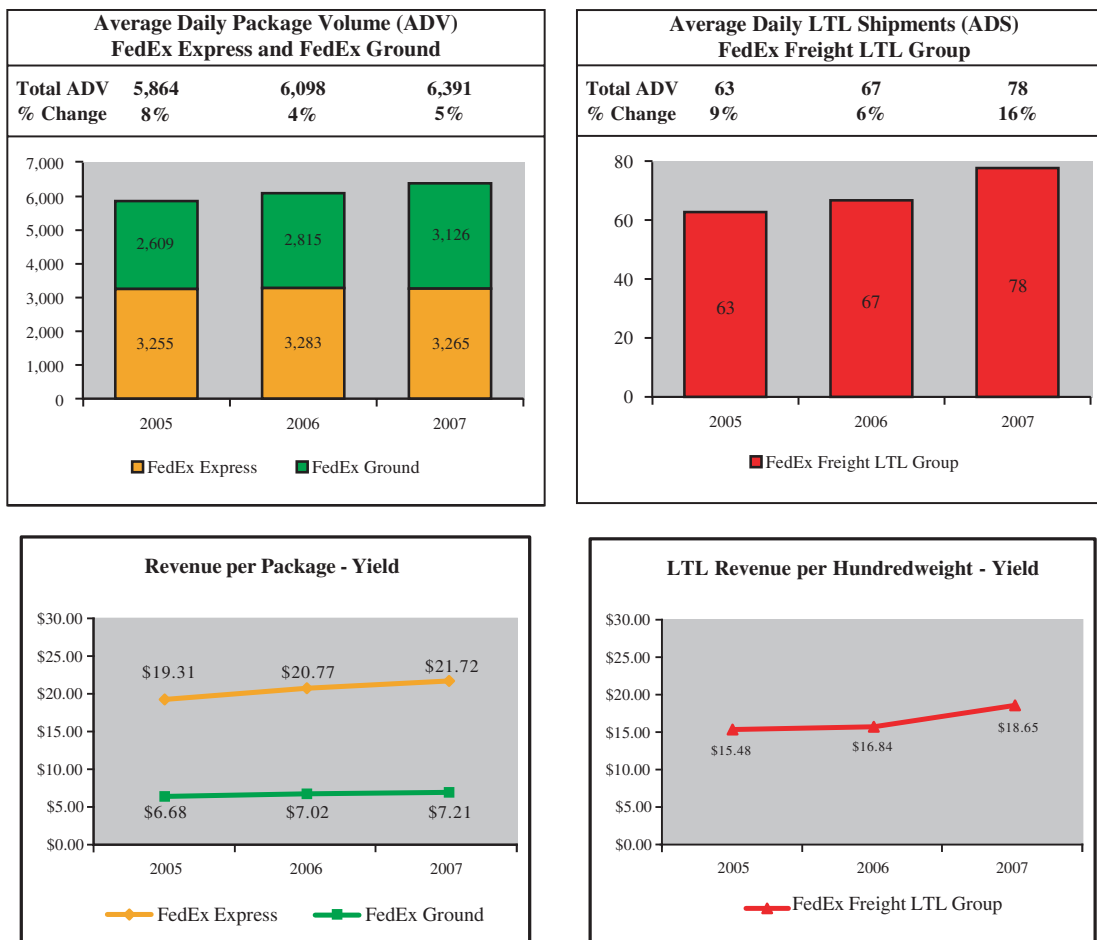 Average Daily Package Volume (ADV)
FedEx Express and FedEx Ground
Total ADV 5,864 6,098 6,391
% Change 8% 4% 5%
7,000
6,000
5,000
4,000
3,000
2,000
1,000
0
2,609 2,815 3,126
3,255 3,283 3,265
2005 2006 2007
FedEx Express FedEx Ground
Average Daily LTL Shipments (ADS)
FedEx Freight LTL Group
Total ADV 63 67 78
% Change 9% 6% 16%
80
60
40
20
0
63 67 78
2005 2006 2007
FedEx Freight LTL Group
Revenue per Package - Yield
$30.00
$25.00
$20.00
$15.00
$10.00
$5.00
$0.00
$19.31 $20.77 $21.72
$6.68 $7.02 $7.21
2005 2006 2007
FedEx Express FedEx Ground
LTL Revenue per Hundredweight - Yield
$30.00
$25.00
$20.00
$15.00
$10.00
$5.00
$0.00
$15.48 $16.84 $18.65
2005 2006 2007
FedEx Freight LTL Group